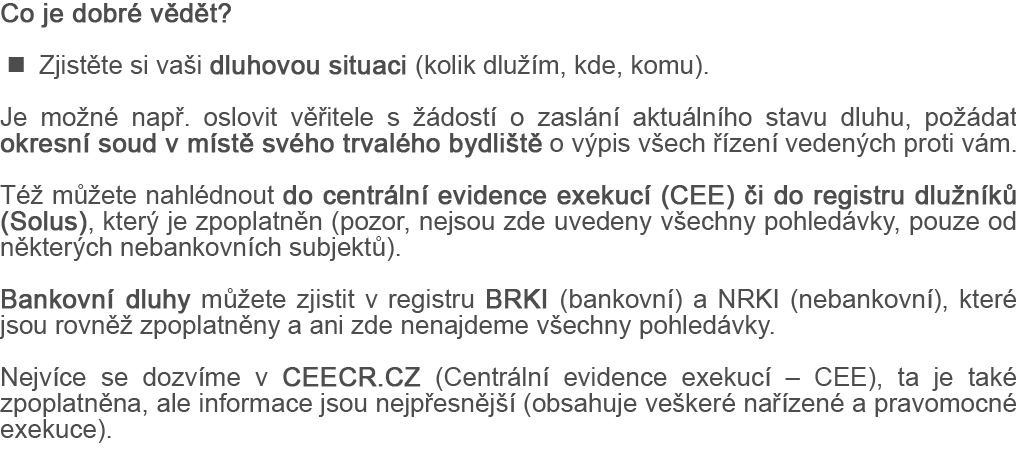 Co je dobré vědět?
■ Zjistěte si vaši dluhovou situaci (kolik dlužím, kde, komu).
Je možné např. oslovit věřitele s žádostí o zaslání aktuálního stavu dluhu, požádat
okresní soud v místě svého trvalého bydliště o výpis všech řízení vedených proti vám.
Též můžete nahlédnout do centrální evidence exekucí (CEE) či do registru dlužníků
(Solus), který je zpoplatněn (pozor, nejsou zde uvedeny všechny pohledávky, pouze od
některých nebankovních subjektů).
Bankovní dluhy můžete zjistit v registru BRKI (bankovní) a NRKI (nebankovní), které
jsou rovněž zpoplatněny a ani zde nenajdeme všechny pohledávky.
Nejvíce se dozvíme v CEECR.CZ (Centrální evidence exekucí – CEE), ta je také
zpoplatněna, ale informace jsou nejpřesnější (obsahuje veškeré nařízené a pravomocné
exekuce).